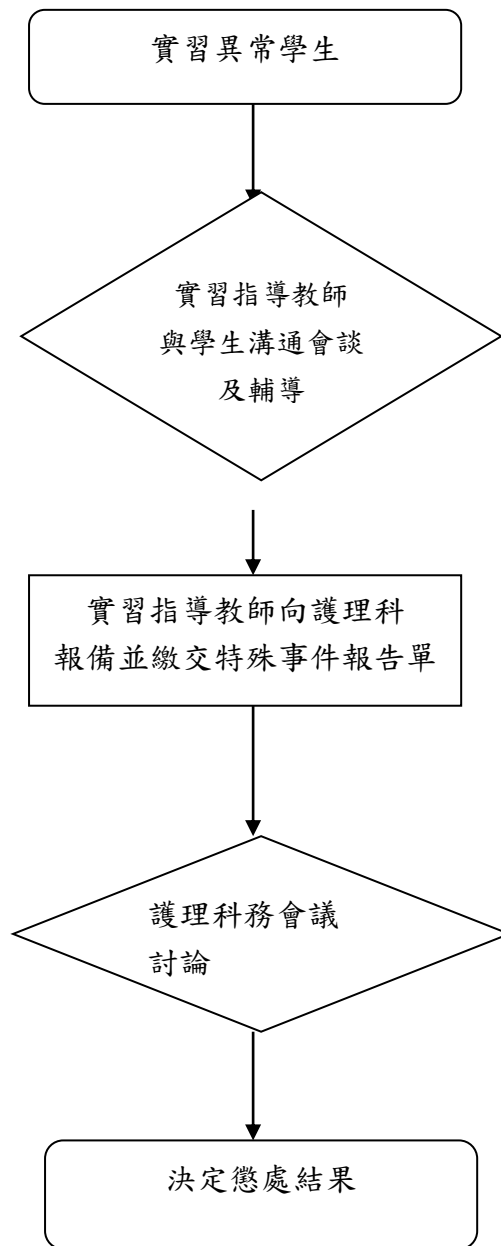 實習異常學生
實習指導教師
與學生溝通會談
及輔導
實習指導教師向護理科
報備並繳交特殊事件報告單
護理科務會議
討論
決定懲處結果